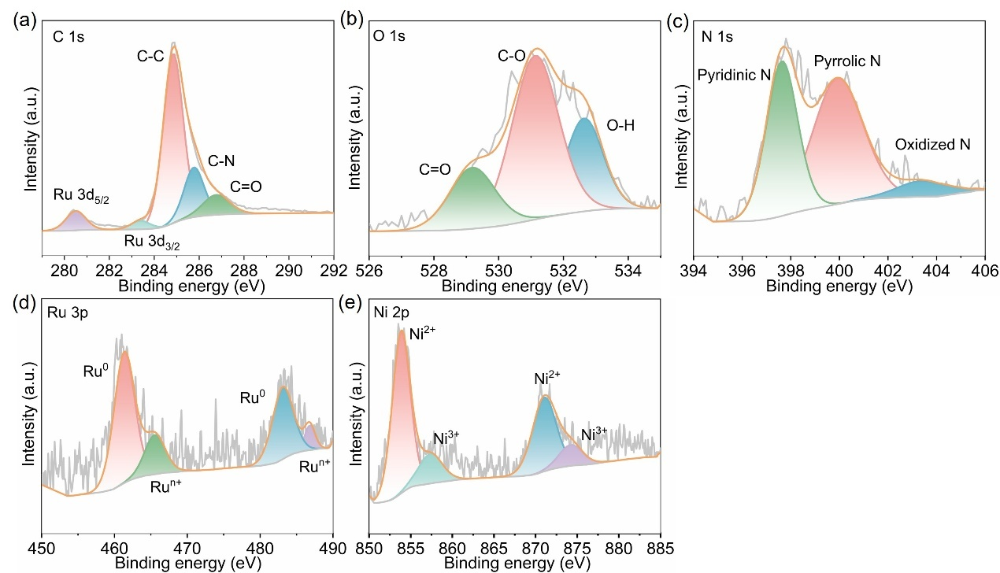 (a)
C 1s
C-C
C-N
C=O
Ru 3d5/2
Ru 3d3/2
Intensity (a.u.)
280 282 284 286 288 290 292
Binding energy (eV)
(b)
O 1s
C-O
O-H
C=O
Intensity (a.u.)
526 528 530 532 534
Binding energy (eV)
(c)
N 1s
Pyridinic N
Pyrrolic N
Oxidized N
Intensity (a.u.)
394 396 398 400 402 404 406
Binding energy (eV)
(d)
Ru 3p
Ru0
Ru0
Run+
Run+
Intensity (a.u.)
450 460 470 480 490
Binding energy (eV)
(e)
Ni 2p
Ni2+
Ni3+
Ni2+
Ni3+
Intensity (a.u.)
850 855 860 865 870 875 880 885
Binding energy (eV)